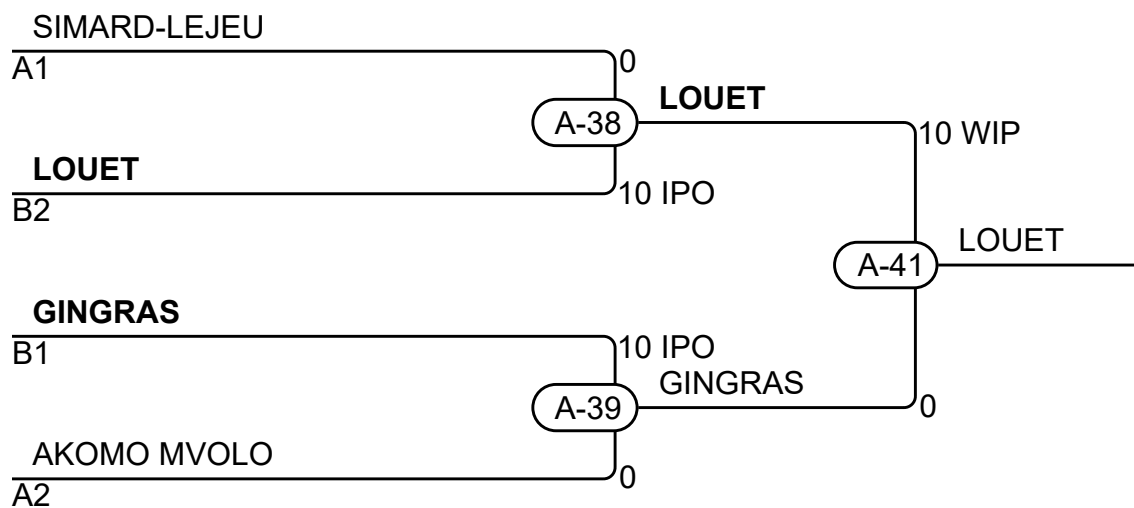 SIMARD-LEJEU
A1
0
A-38
LOUET
10 WIP
LOUET
B2
10 IPO
A-41
LOUET
GINGRAS
B1
10 IPO
A-39
GINGRAS
0
AKOMO MVOLO
A2
0